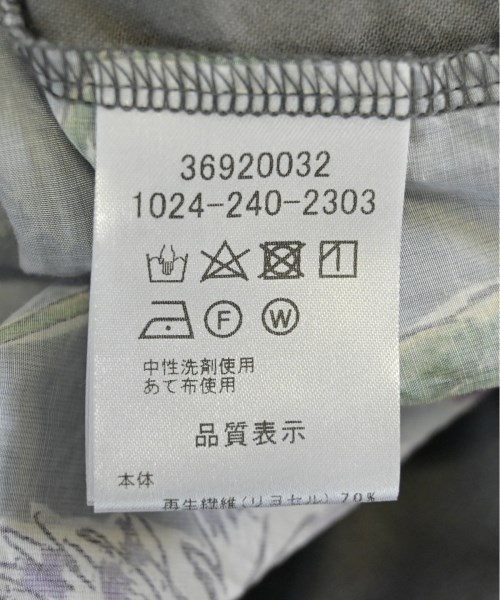 36920032
1024-240-2303
F W
中性洗剤使用
あて布使用
品質表示
本体
再生繊維(リヨセル) 70%